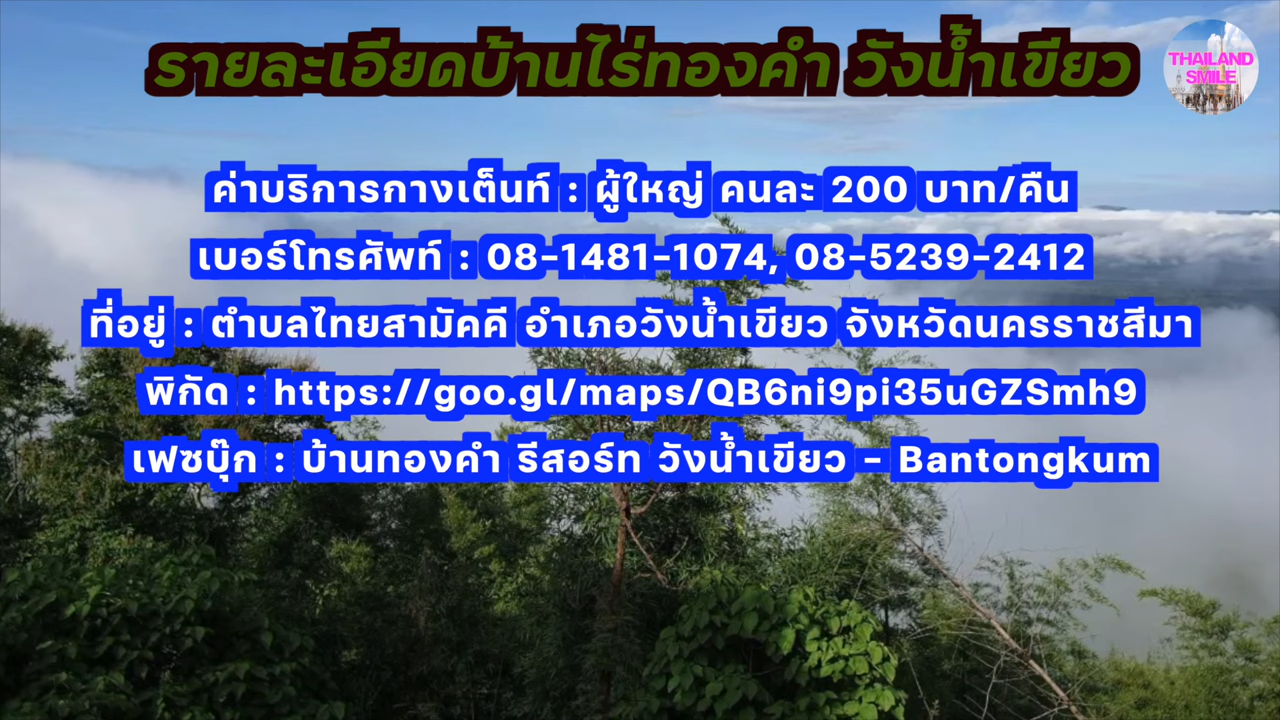 รายละเอียดบ้านไร่ทองคำ วังน้ำเขียว
THAILAND
SMILE
ค่าบริการกางเต็นท์ : ผู้ใหญ่ คนละ 200 บาท/คืน
เบอร์โทรศัพท์ : 08-1481-1074, 08-5239-2412
ที่อยู่ : ตำบลไทยสามัคคี อำเภอวังน้ำเขียว จังหวัดนครราชสีมา
พิกัด : https://goo.gl/maps/QB6ni9pi35uGZSmh9
เฟซบุ๊ก : บ้านทองคำ รีสอร์ท วังน้ำเขียว - Bantongkum